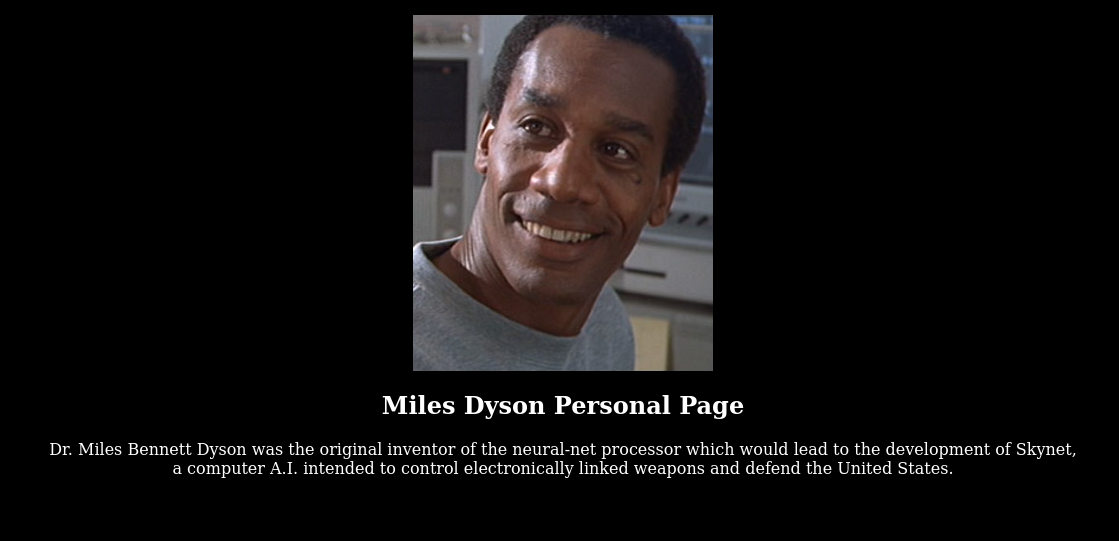 Miles Dyson Personal Page
Dr. Miles Bennett Dyson was the original inventor of the neural-net processor which would lead to the development of Skynet,
a computer A.I. intended to control electronically linked weapons and defend the United States.